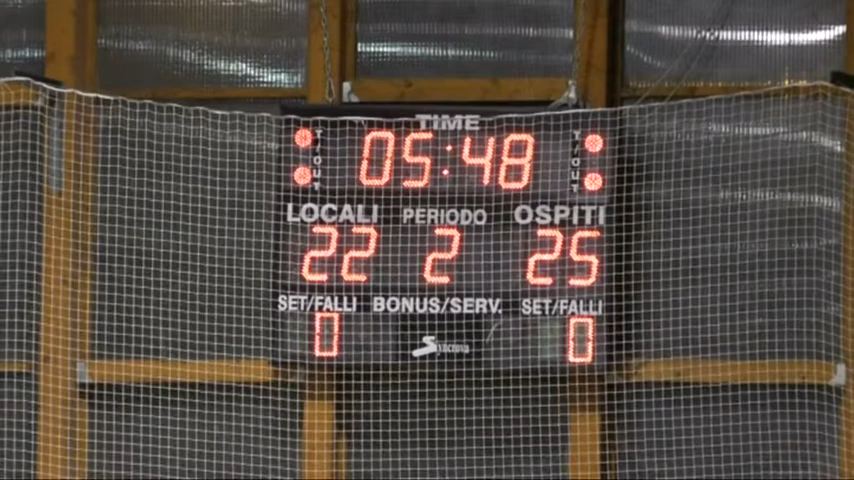 TIME
T/OUT 05:48 T/OUT
LOCALI PERIODO OSPITI
22 2 25
SET/FALLI BONUS/SERV. SET/FALLI
0 0